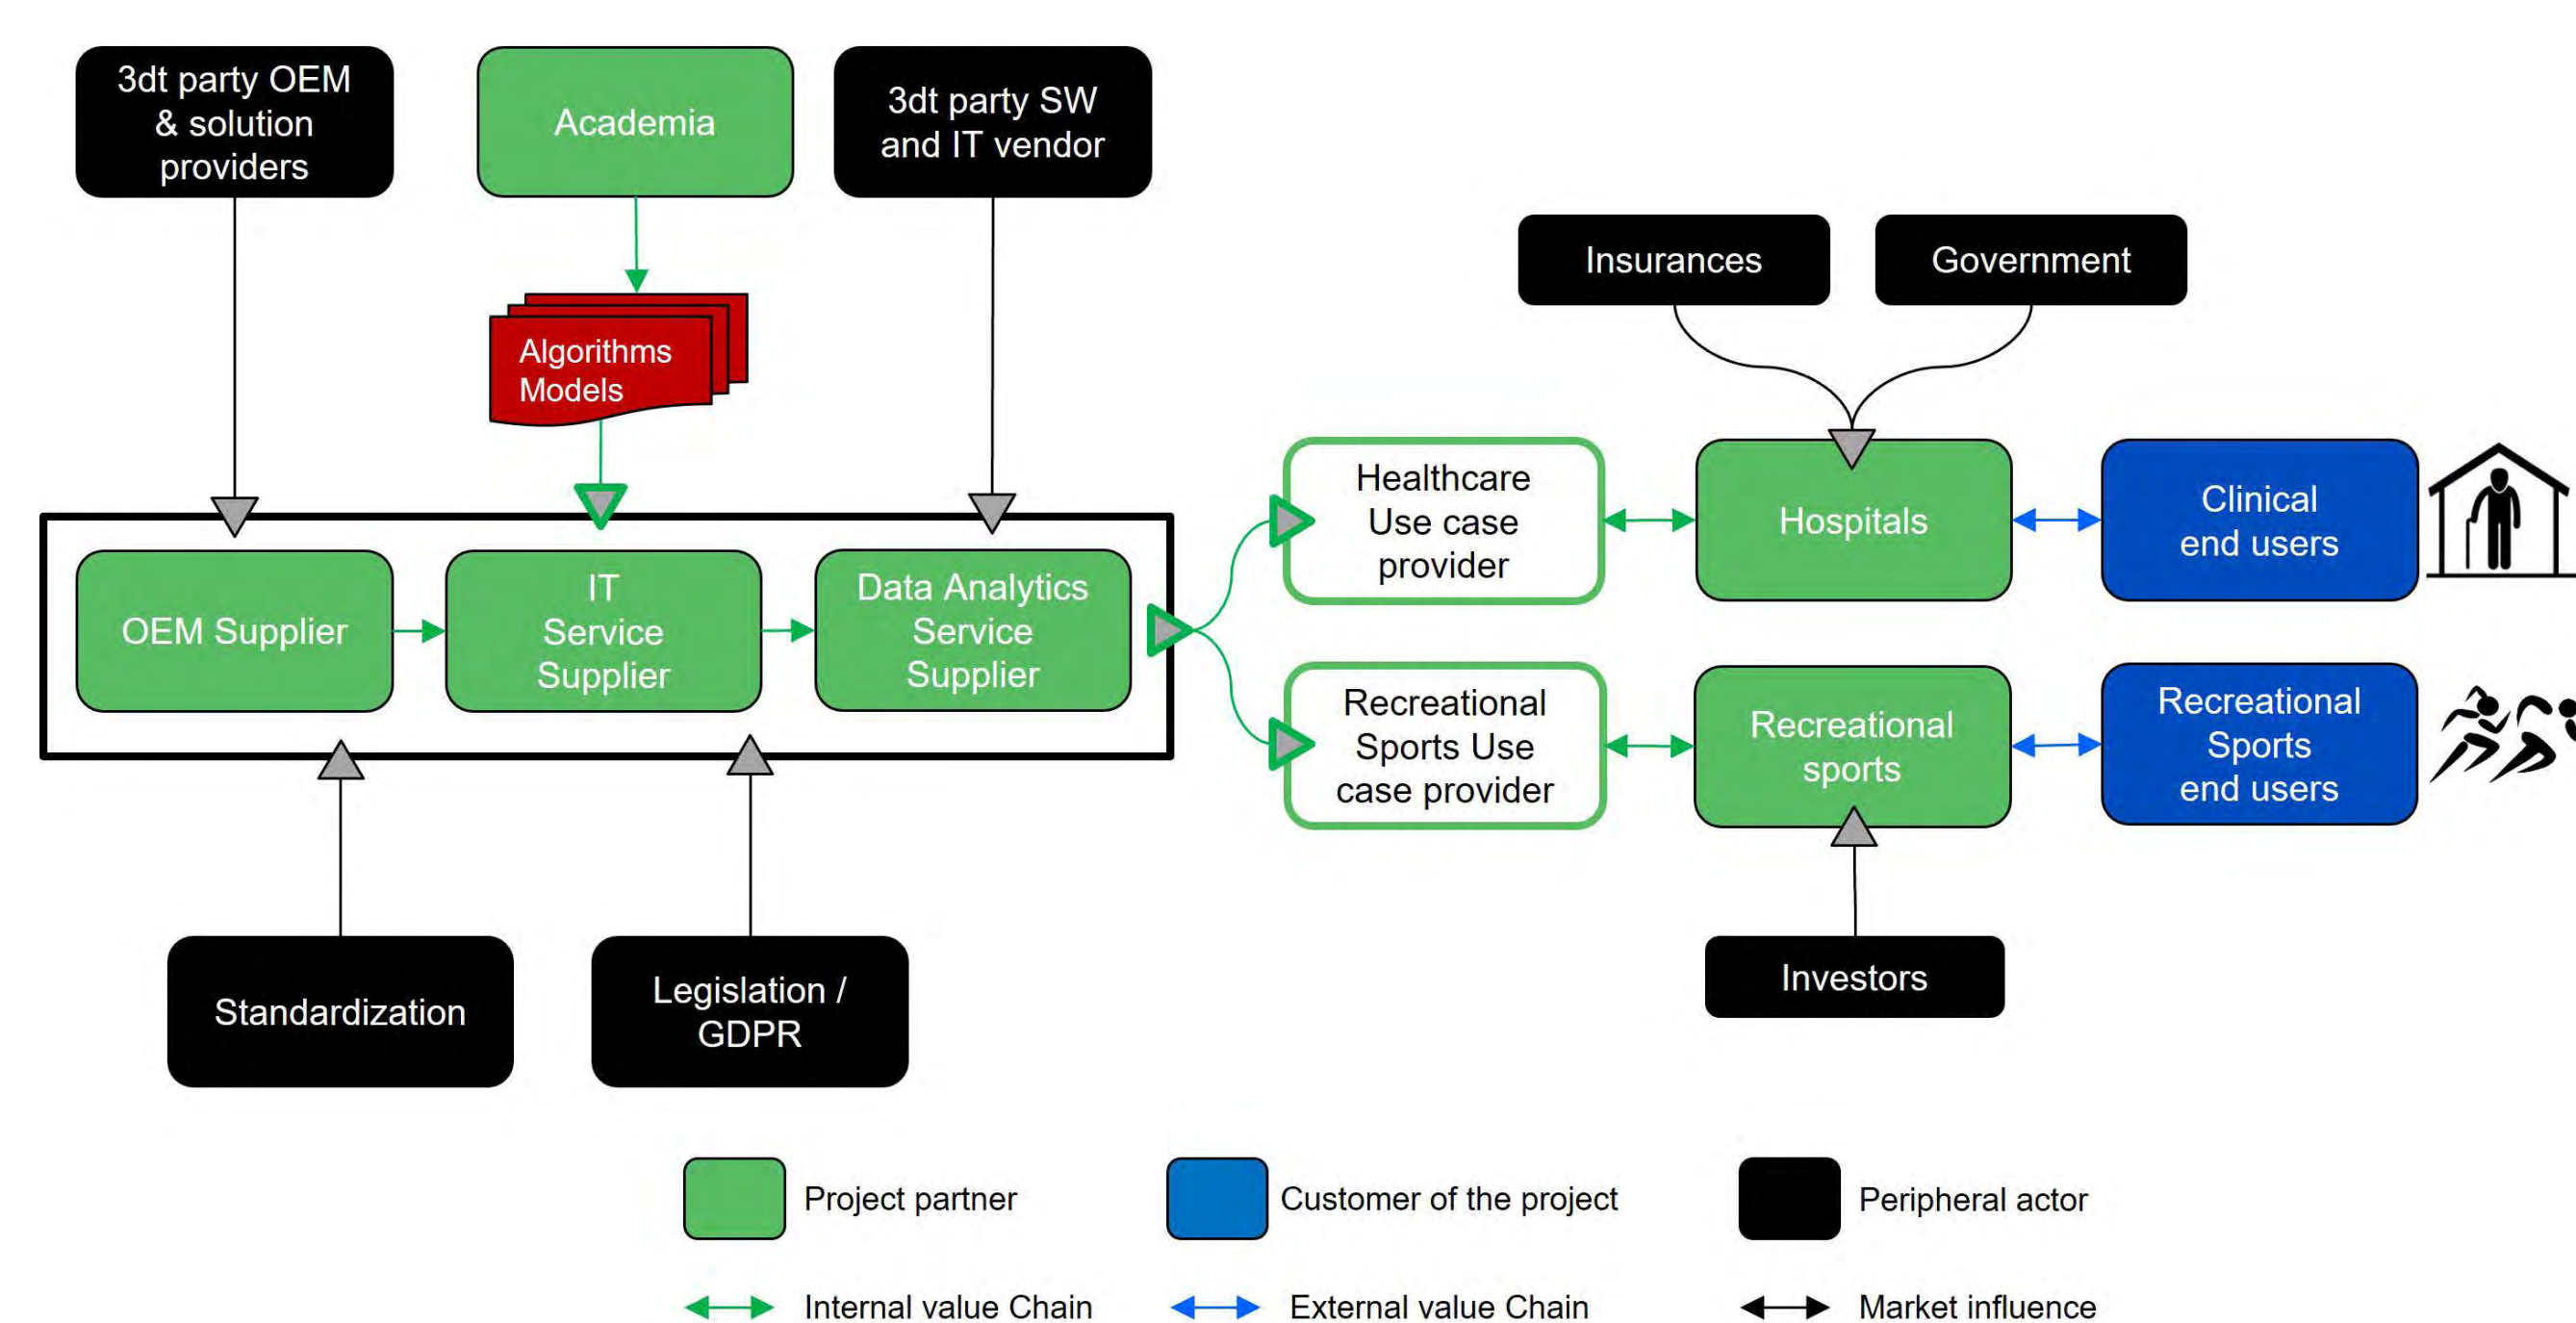 3dt party OEM
& solution
providers
Academia
3dt party SW
and IT vendor
Insurances
Government
Algorithms
Models
Healthcare
Use case
provider
Hospitals
Clinical
end users
OEM Supplier
IT
Service
Supplier
Data Analytics
Service
Supplier
Recreational
Sports Use
case provider
Recreational
sports
Recreational
Sports
end users
Standardization
Legislation /
GDPR
Investors
Project partner
Customer of the project
Peripheral actor
Internal value Chain
External value Chain
Market influence